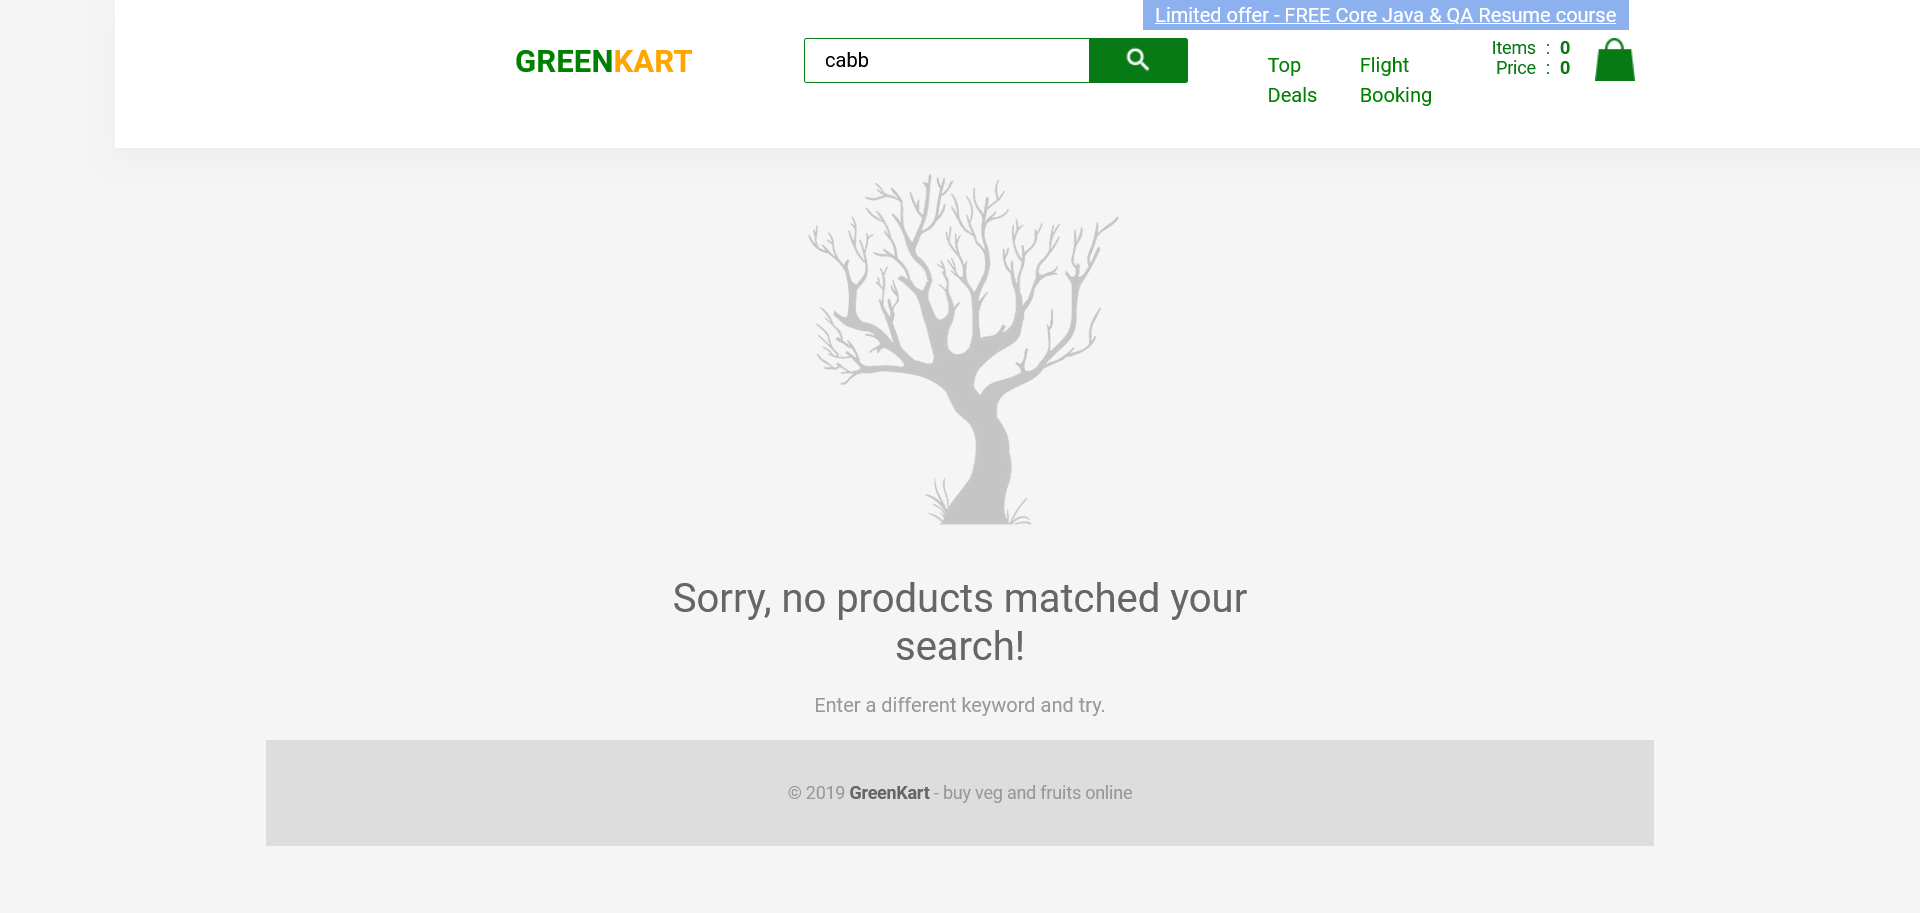 Limited offer - FREE Core Java & QA Resume course
GREENKART
cabb
Top Deals
Flight Booking
Items : 0
Price : 0
Sorry, no products matched your
search!
Enter a different keyword and try.
© 2019 GreenKart - buy veg and fruits online